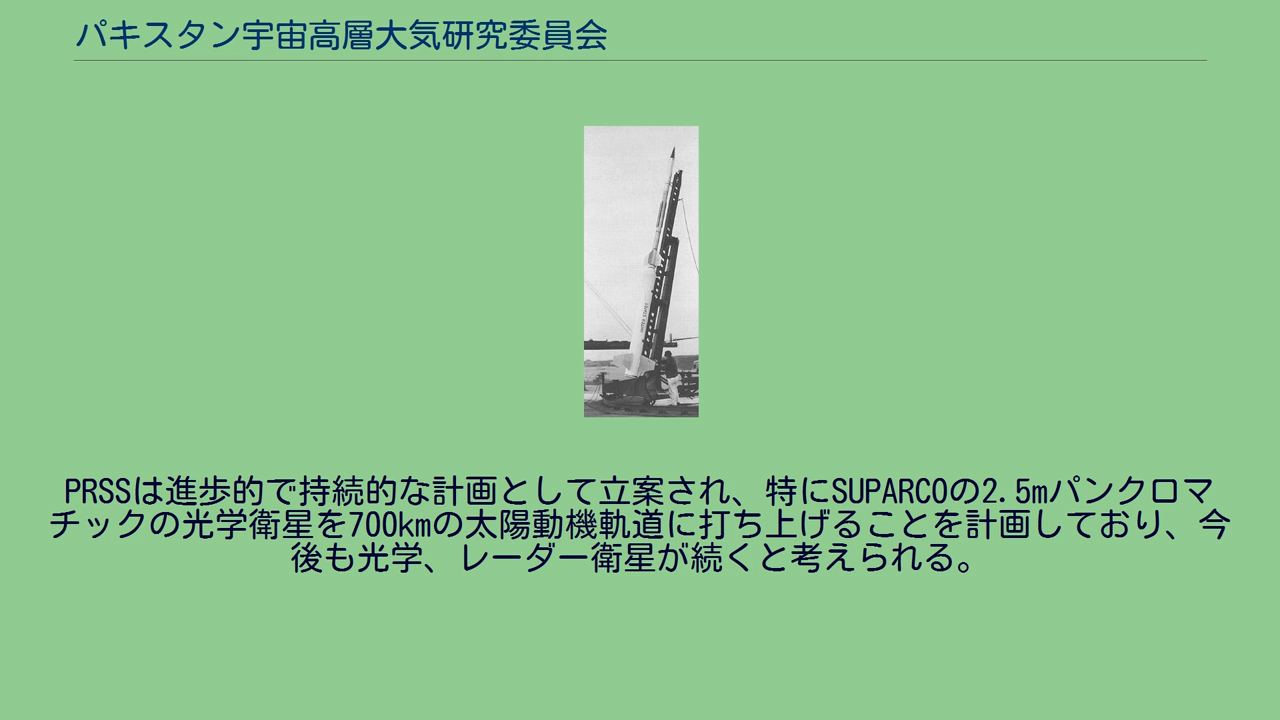 パキスタン宇宙高層大気研究委員会
PRSSは進歩的で持続的な計画として立案され、特にSUPARCOの2.5mパンクロマ
チックの光学衛星を700kmの太陽動機軌道に打ち上げることを計画しており、今
後も光学、レーダー衛星が続くと考えられる。